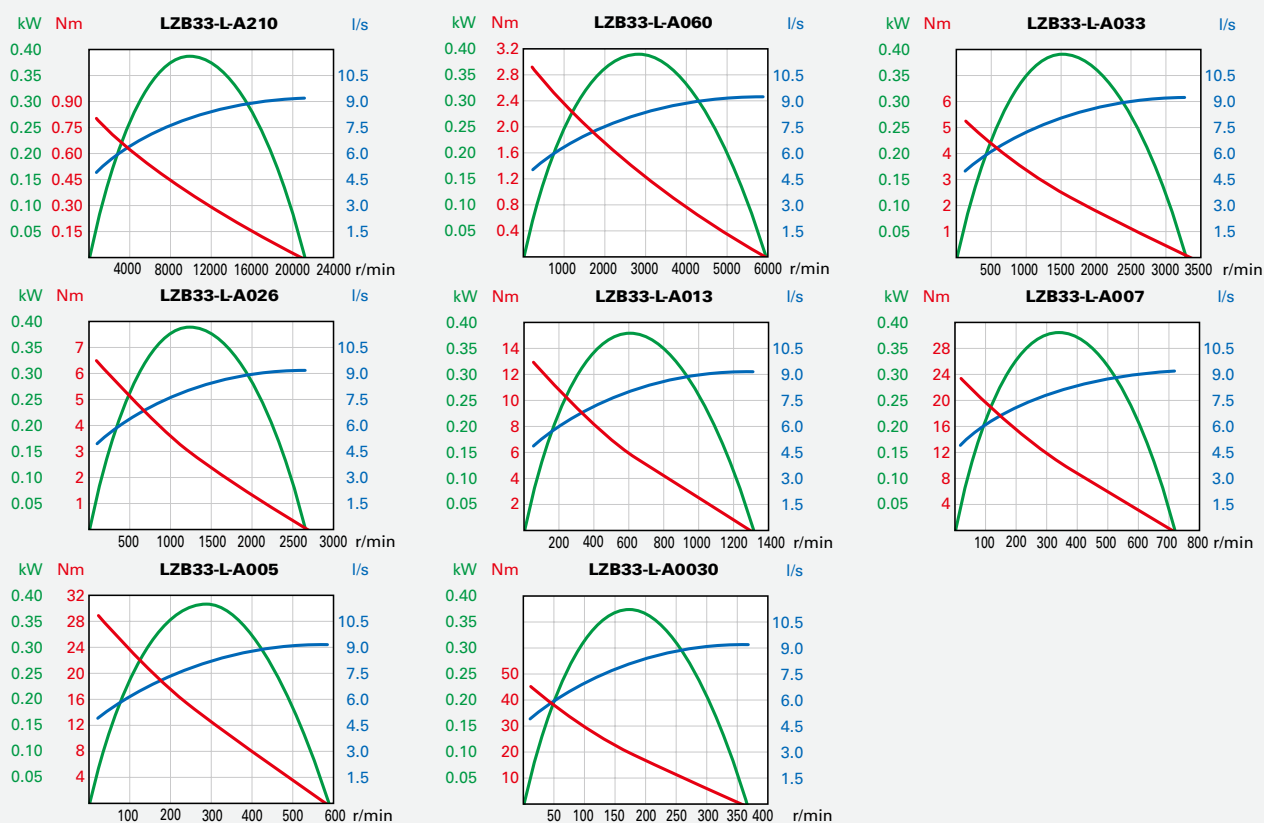 kW Nm LZB33-L-A210 l/s
0.40
0.35 10.5
0.30 0.90 9.0
0.25 0.75 7.5
0.20 0.60 6.0
0.15 0.45 4.5
0.10 0.30 3.0
0.05 0.15 1.5
4000 8000 12000 16000 20000 24000 r/min
kW Nm LZB33-L-A060 l/s
0.40 3.2
0.35 2.8 10.5
0.30 2.4 9.0
0.25 2.0 7.5
0.20 1.6 6.0
0.15 1.2 4.5
0.10 0.8 3.0
0.05 0.4 1.5
1000 2000 3000 4000 5000 6000 r/min
kW Nm LZB33-L-A033 l/s
0.40
0.35 10.5
0.30 6 9.0
0.25 5 7.5
0.20 4 6.0
0.15 3 4.5
0.10 2 3.0
0.05 1 1.5
500 1000 1500 2000 2500 3000 3500 r/min
kW Nm LZB33-L-A026 l/s
0.40
0.35 7 10.5
0.30 6 9.0
0.25 5 7.5
0.20 4 6.0
0.15 3 4.5
0.10 2 3.0
0.05 1 1.5
500 1000 1500 2000 2500 3000 r/min
kW Nm LZB33-L-A013 l/s
0.40
0.35 14 10.5
0.30 12 9.0
0.25 10 7.5
0.20 8 6.0
0.15 6 4.5
0.10 4 3.0
0.05 2 1.5
200 400 600 800 1000 1200 1400 r/min
kW Nm LZB33-L-A007 l/s
0.40
0.35 28 10.5
0.30 24 9.0
0.25 20 7.5
0.20 16 6.0
0.15 12 4.5
0.10 8 3.0
0.05 4 1.5
100 200 300 400 500 600 700 800 r/min
kW Nm LZB33-L-A005 l/s
0.40 32
0.35 28 10.5
0.30 24 9.0
0.25 20 7.5
0.20 16 6.0
0.15 12 4.5
0.10 8 3.0
0.05 4 1.5
100 200 300 400 500 600 r/min
kW Nm LZB33-L-A0030 l/s
0.40
0.35 10.5
0.30 9.0
0.25 50 7.5
0.20 40 6.0
0.15 30 4.5
0.10 20 3.0
0.05 10 1.5
50 100 150 200 250 300 350 400 r/min